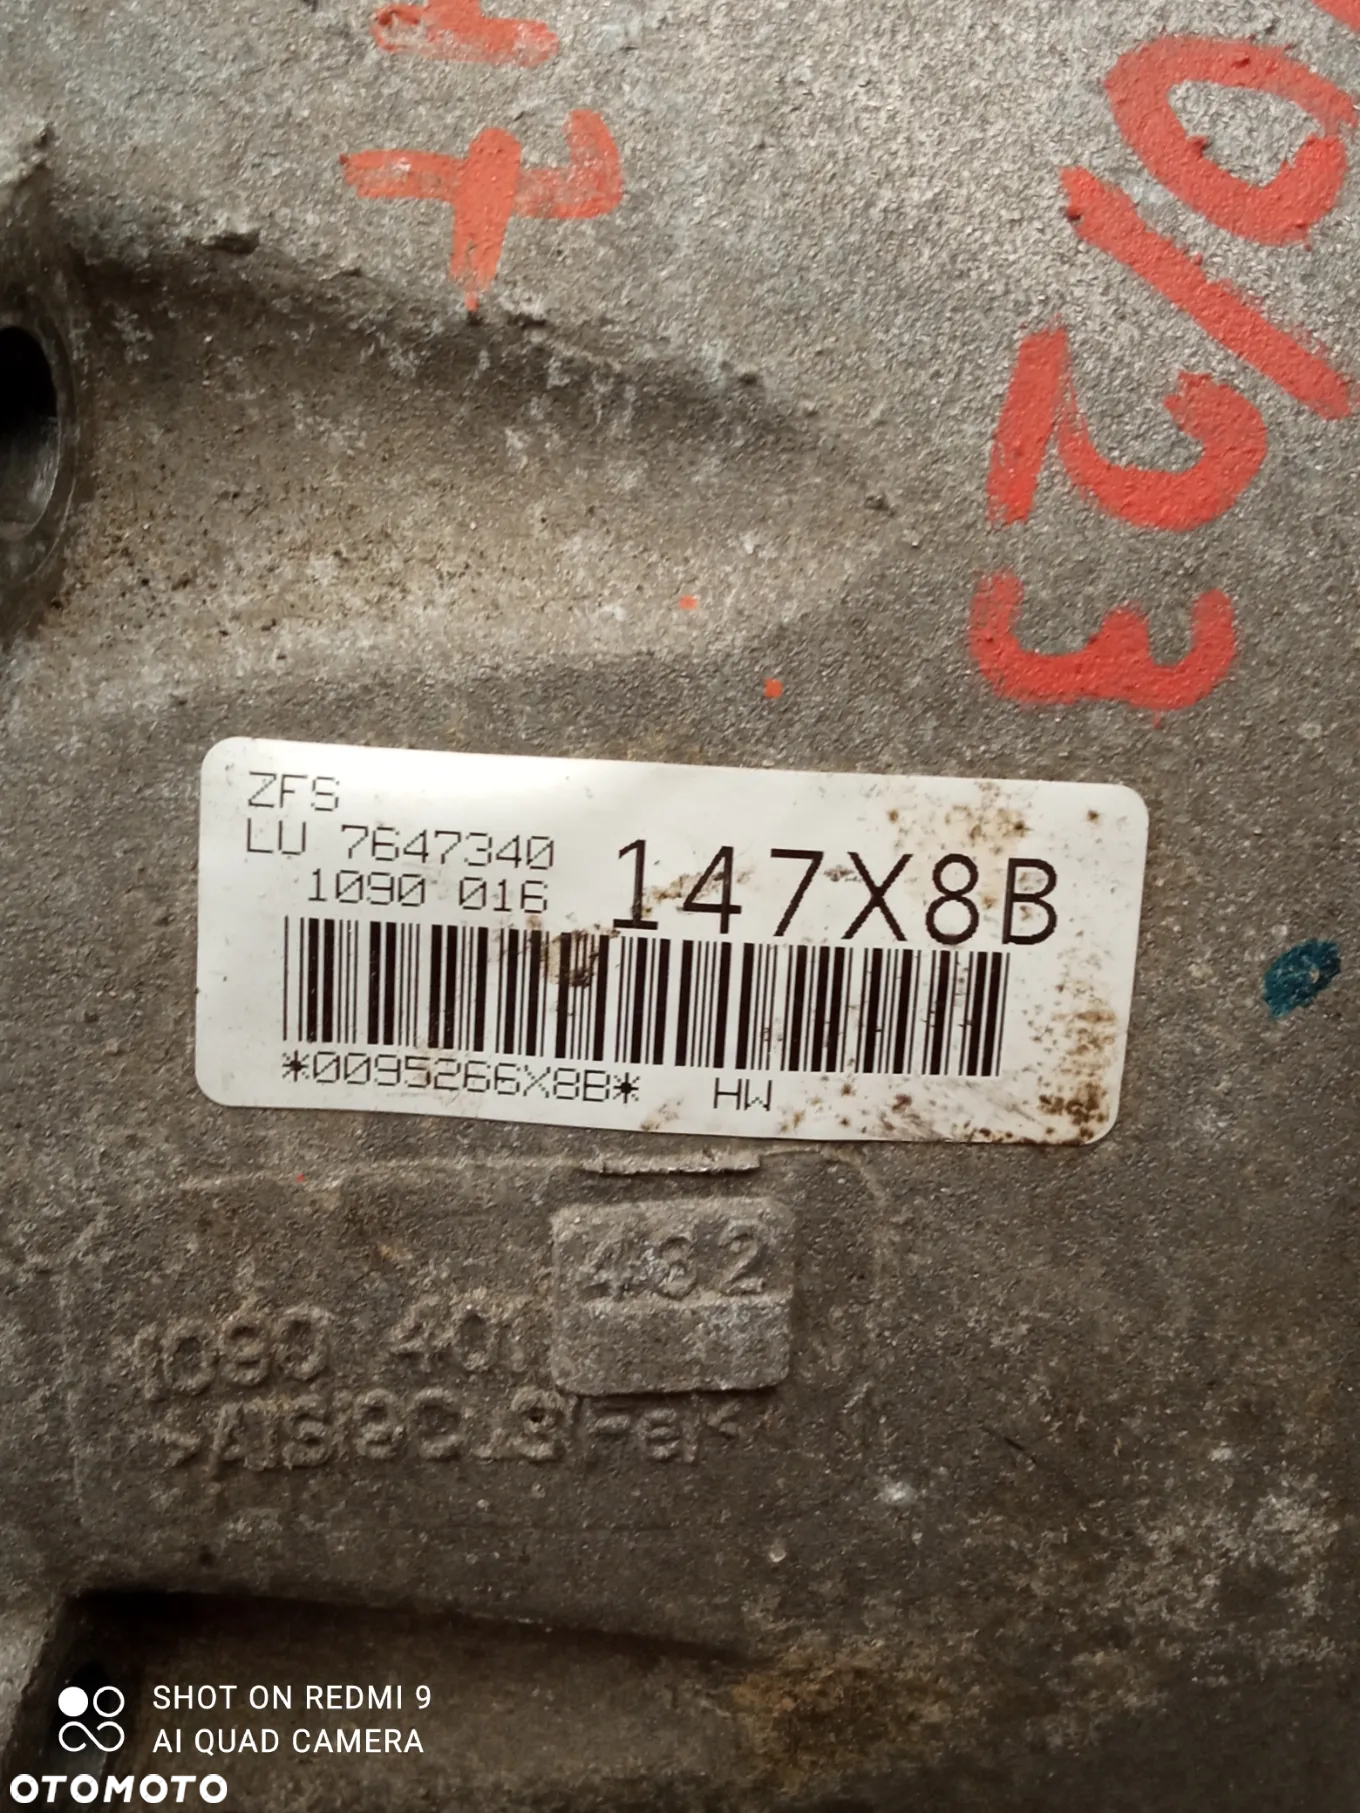 ZFS
LU 7647340
1090 016
147X8B
*0095266X8B* HW
432
1090 401
SHOT ON REDMI 9
AI QUAD CAMERA
OTOMOTO